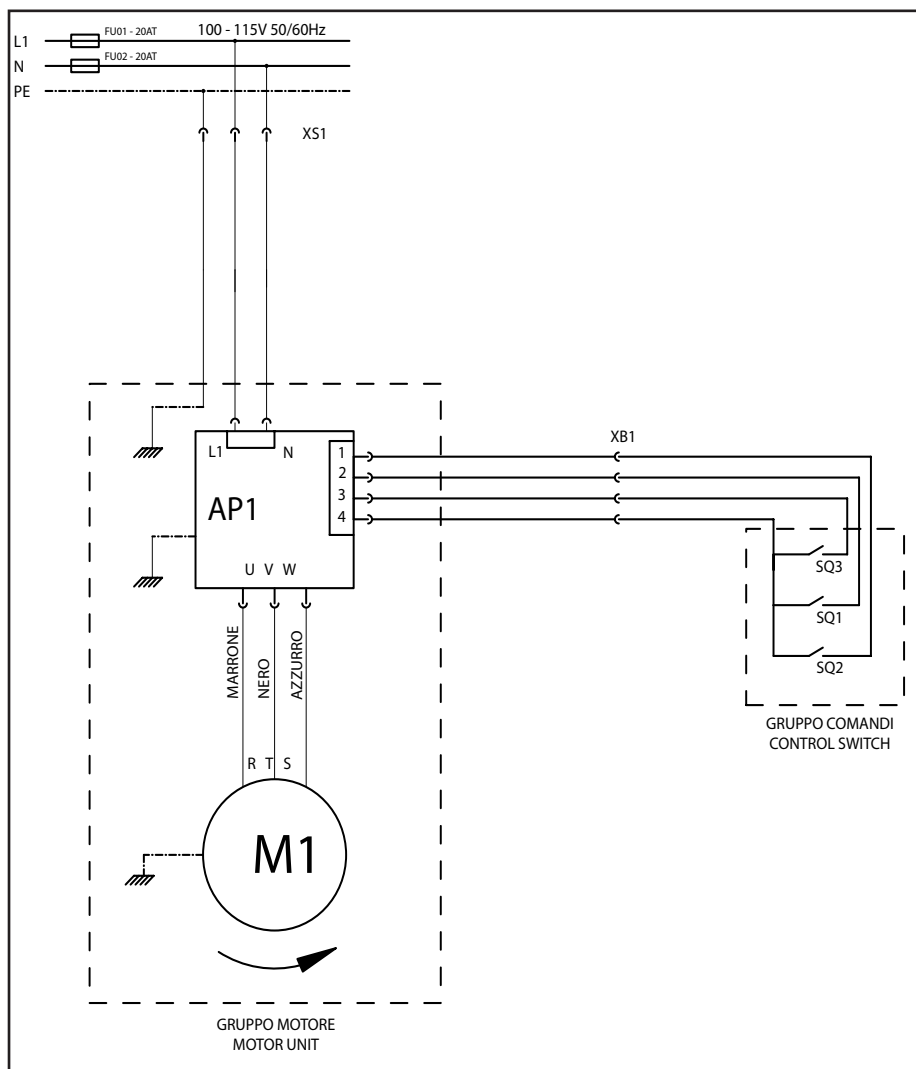 FU01 - 20AT
100 - 115V 50/60Hz
L1
FU02 - 20AT
N
PE
XS1
L1
N
AP1
1
2
3
4
XB1
U V W
SQ3
SQ1
SQ2
MARRONE
NERO
AZZURRO
GRUPPO COMANDI
CONTROL SWITCH
R T S
M1
GRUPPO MOTORE
MOTOR UNIT